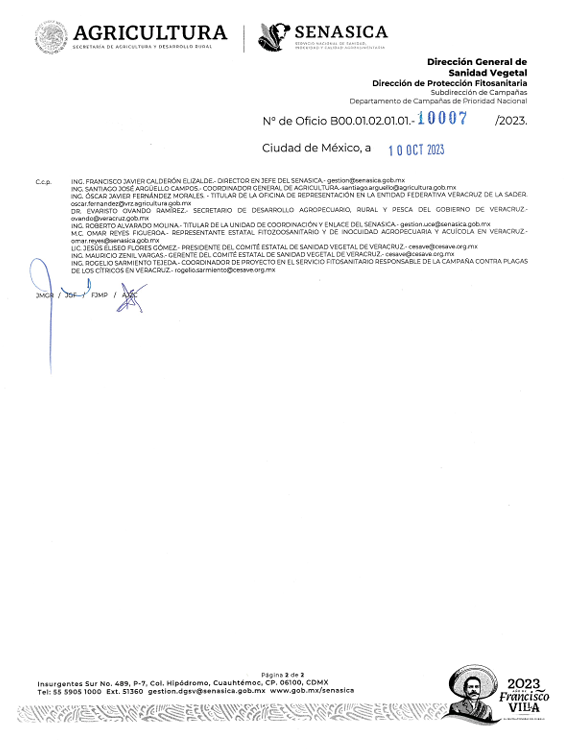 AGRICULTURA
SECRETARÍA DE AGRICULTURA Y DESARROLLO RURAL
SENASICA
SERVICIO NACIONAL DE SANIDAD,
INOCUIDAD Y CALIDAD AGROALIMENTARIA
Dirección General de
Sanidad Vegetal
Dirección de Protección Fitosanitaria
Subdirección de Campañas
Departamento de Campañas de Prioridad Nacional
Nº de Oficio B00.01.02.01.01.- 10007 /2023.
Ciudad de México, a 10 OCT 2023
C.c.p. ING. FRANCISCO JAVIER CALDERÓN ELIZALDE.- DIRECTOR EN JEFE DEL SENASICA.- gestion@senasica.gob.mx
ING. SANTIAGO JOSÉ ARGÜELLO CAMPOS.- COORDINADOR GENERAL DE AGRICULTURA.-santiago.arguello@agricultura.gob.mx
ING. ÓSCAR JAVIER FERNÁNDEZ MORALES. - TITULAR DE LA OFICINA DE REPRESENTACIÓN EN LA ENTIDAD FEDERATIVA VERACRUZ DE LA SADER.
oscar.fernandez@vrz.agricultura.gob.mx
DR. EVARISTO OVANDO RAMÍREZ.- SECRETARIO DE DESARROLLO AGROPECUARIO, RURAL Y PESCA DEL GOBIERNO DE VERACRUZ.-
ovando@veracruz.gob.mx
ING. ROBERTO ALVARADO MOLINA.- TITULAR DE LA UNIDAD DE COORDINACIÓN Y ENLACE DEL SENASICA.- gestion.uce@senasica.gob.mx
M.C. OMAR REYES FIGUEROA.- REPRESENTANTE ESTATAL FITOZOOSANITARIO Y DE INOCUIDAD AGROPECUARIA Y ACUÍCOLA EN VERACRUZ.-
omar.reyes@senasica.gob.mx
LIC. JESÚS ELISEO FLORES GÓMEZ.- PRESIDENTE DEL COMITÉ ESTATAL DE SANIDAD VEGETAL DE VERACRUZ.- cesave@cesave.org.mx
ING. MAURICIO ZENIL VARGAS.- GERENTE DEL COMITÉ ESTATAL DE SANIDAD VEGETAL DE VERACRUZ.- cesave@cesave.org.mx
ING. ROGELIO SARMIENTO TEJEDA.- COORDINADOR DE PROYECTO EN EL SERVICIO FITOSANITARIO RESPONSABLE DE LA CAMPAÑA CONTRA PLAGAS
DE LOS CÍTRICOS EN VERACRUZ.- rogelio.sarmiento@cesave.org.mx
JMGR / / FJMP /
Página 2 de 2
Insurgentes Sur No. 489, P-7, Col. Hipódromo, Cuauhtémoc, CP. 06100, CDMX
Tel: 55 5905 1000 Ext. 51360 gestion.dgsv@senasica.gob.mx www.gob.mx/senasica
2023
AÑO DE
Francisco
VILLA